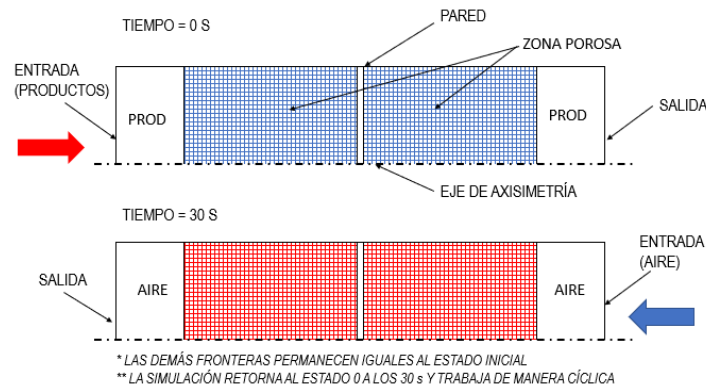 TIEMPO = 0 S
PARED
ZONA POROSA
ENTRADA
(PRODUCTOS)
PROD
PROD
SALIDA
EJE DE AXISIMETRÍA
TIEMPO = 30 S
ENTRADA
(AIRE)
SALIDA
AIRE
AIRE
* LAS DEMÁS FRONTERAS PERMANECEN IGUALES AL ESTADO INICIAL
** LA SIMULACIÓN RETORNA AL ESTADO 0 A LOS 30 s Y TRABAJA DE MANERA CÍCLICA